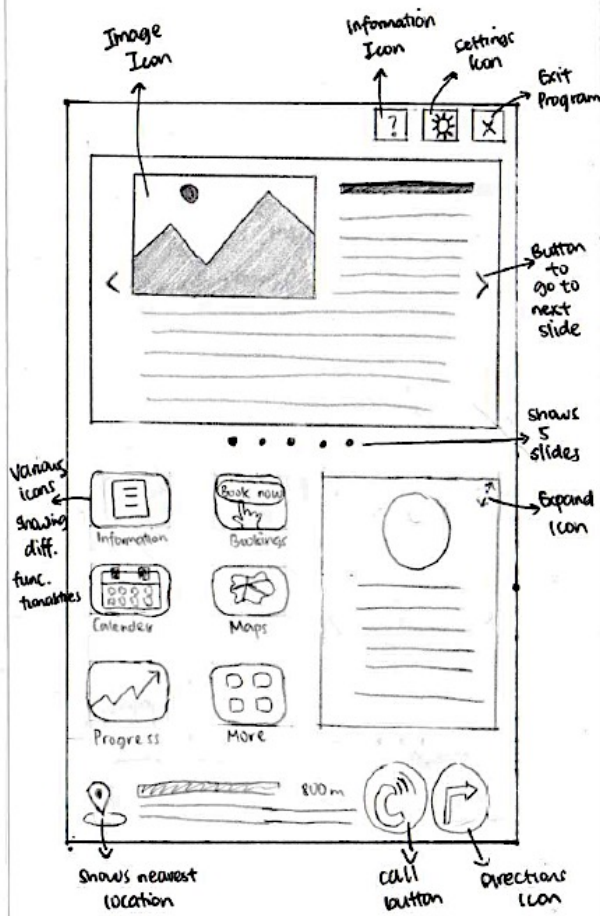 Image
Icon
Information
Icon
Settings
Icon
Exit
Program
?
X
Button
to
go to
next
slide
Shows
5
slides
Various
icons
showing
diff.
func.
tionalities
Information
Book now
Bookings
Expand
icon
Calender
Maps
Progress
More
800 m
Shows nearest
location
call
button
Directions
Icon